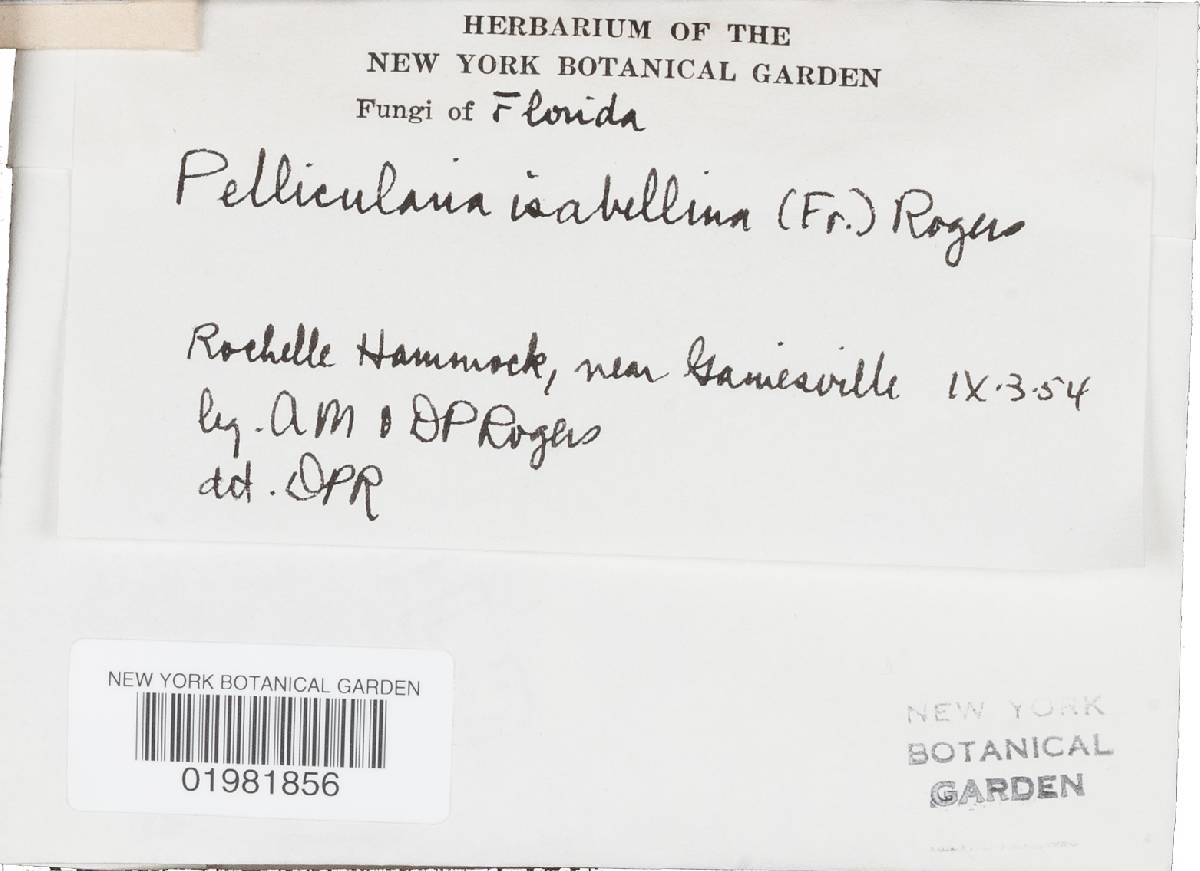 HERBARIUM OF THE
NEW YORK BOTANICAL GARDEN
Fungi of Florida
Pellicularia isabellina (Fr.) Rogers
Rochelle Hammock, near Gainesville IX.3.54
leg. AM & DP Rogers
det. DPR
NEW YORK BOTANICAL GARDEN
01981856
NEW YORK
BOTANICAL
GARDEN